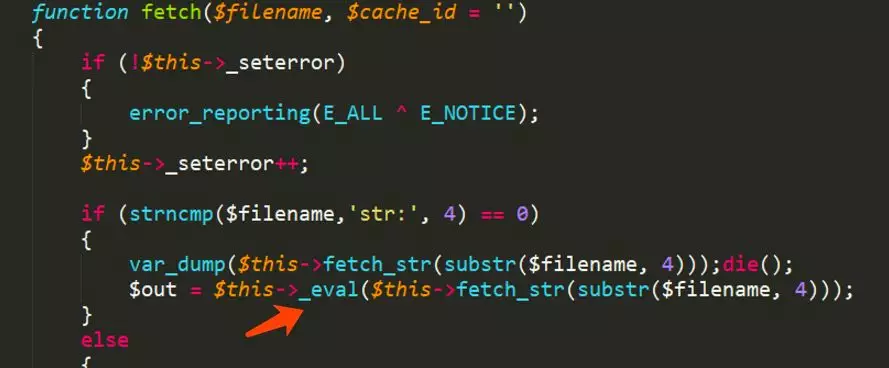 function fetch($filename, $cache_id = '')
{
if (!$this->_seterror)
{
error_reporting(E_ALL ^ E_NOTICE);
}
$this->_seterror++;
if (strncmp($filename,'str:', 4) == 0)
{
var_dump($this->fetch_str(substr($filename, 4)));die();
$out = $this->_eval($this->fetch_str(substr($filename, 4)));
}
else
{